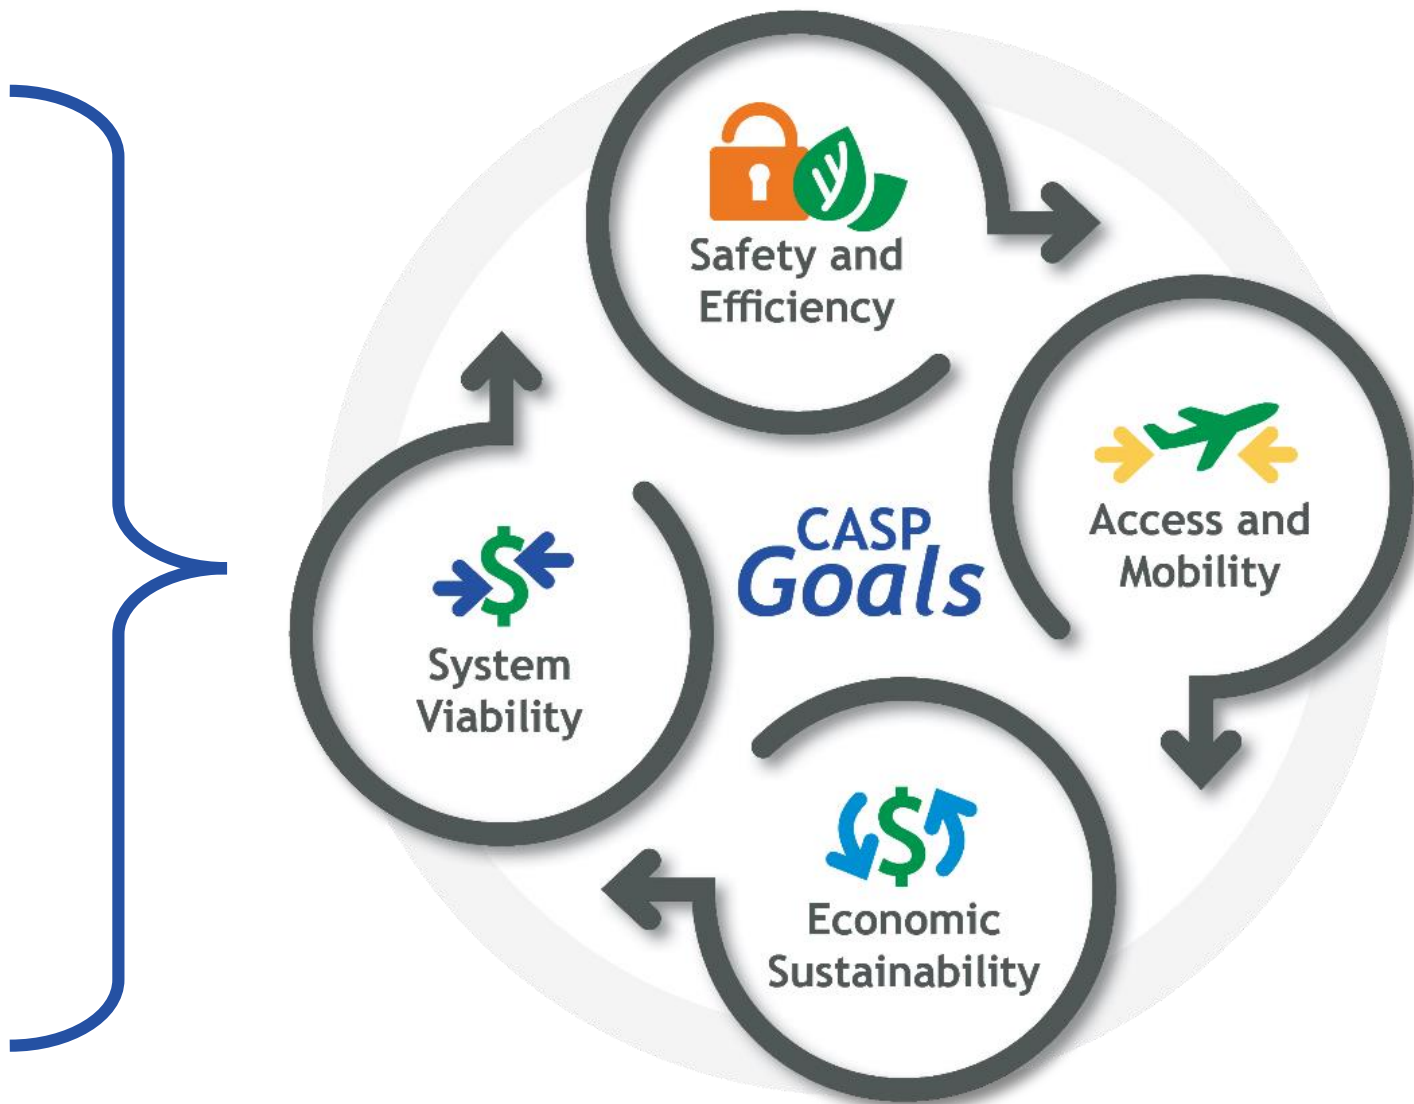 Safety and
Efficiency
Access and
Mobility
CASP
Goals
System
Viability
Economic
Sustainability